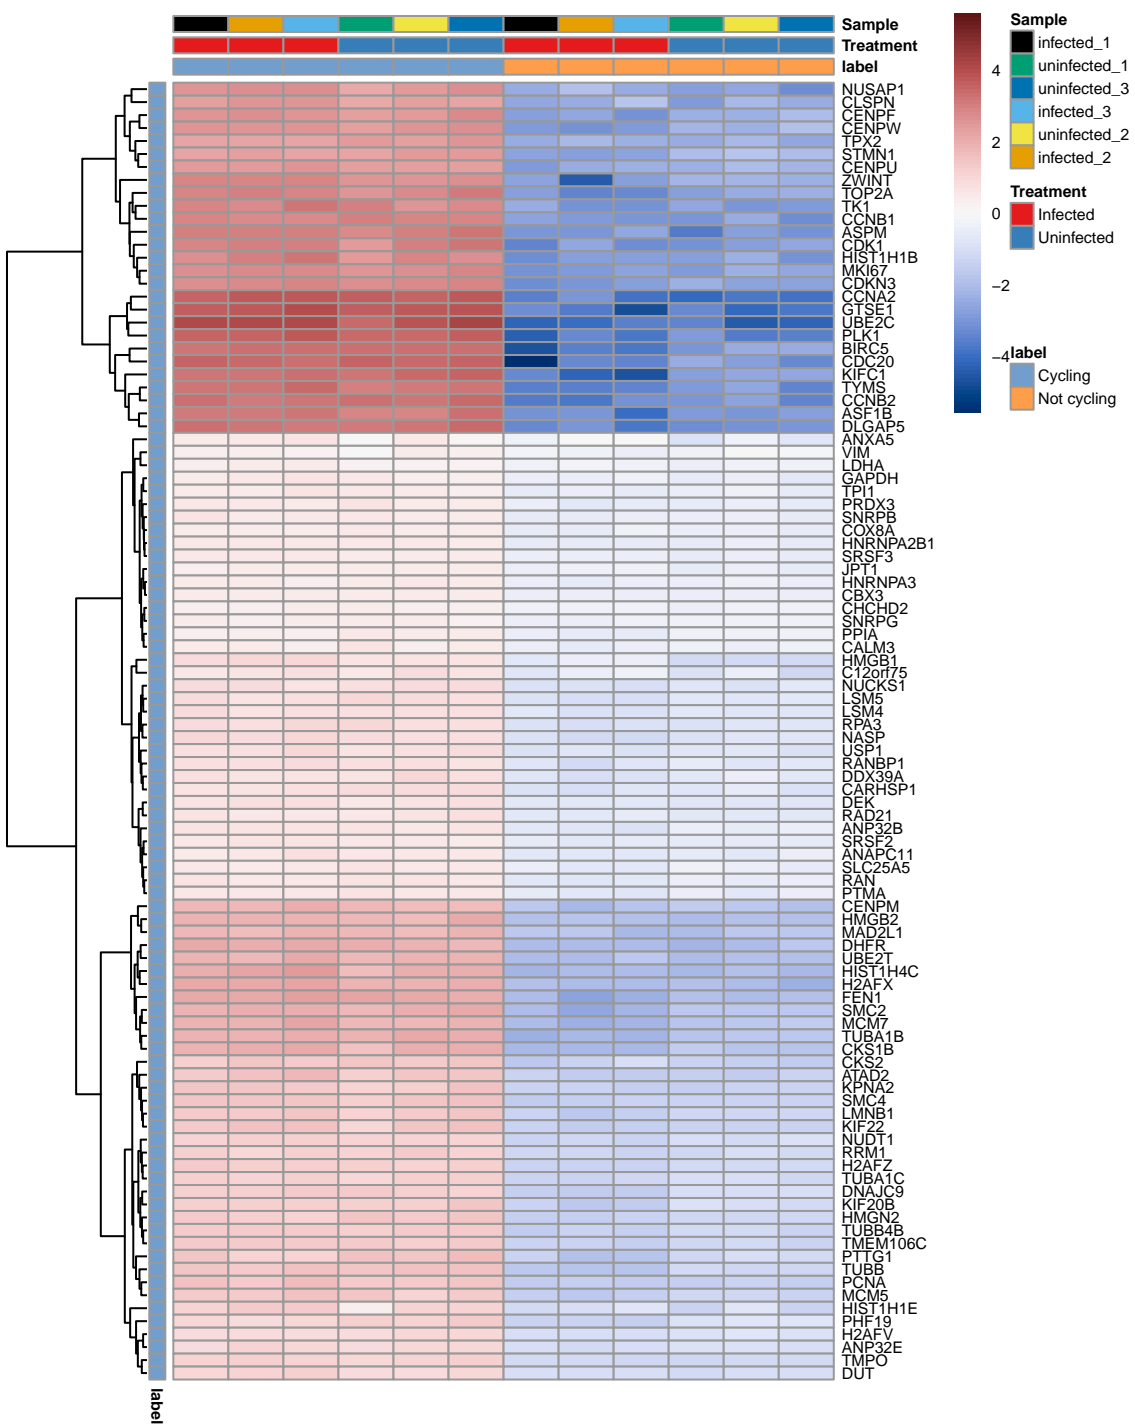 Sample
Treatment
label
NUSAP1
CLSPN
CENPF
CENPW
TPX2
STMN1
CENPU
ZWINT
TOP2A
TK1
CCNB1
ASPM
CDK1
HIST1H1B
MKI67
CDKN3
CCNA2
GTSE1
UBE2C
PLK1
BIRC5
CDC20
KIFC1
TYMS
CCNB2
ASF1B
DLGAP5
ANXA5
VIM
LDHA
GAPDH
TPI1
PRDX3
SNRPB
COX8A
HNRNPA2B1
SRSF3
JPT1
HNRNPA3
CBX3
CHCHD2
SNRPG
PPIA
CALM3
HMGB1
C12orf75
NUCKS1
LSM5
LSM4
RPA3
NASP
USP1
RANBP1
DDX39A
CARHSP1
DEK
RAD21
ANP32B
SRSF2
ANAPC11
SLC25A5
RAN
PTMA
CENPM
HMGB2
MAD2L1
DHFR
UBE2T
HIST1H4C
H2AFX
FEN1
SMC2
MCM7
TUBA1B
CKS1B
CKS2
ATAD2
KPNA2
SMC4
LMNB1
KIF22
NUDT1
RRM1
H2AFZ
TUBA1C
DNAJC9
KIF20B
HMGN2
TUBB4B
TMEM106C
PTTG1
TUBB
PCNA
MCM5
HIST1H1E
PHF19
H2AFV
ANP32E
TMPO
DUT
label
4
2
0
−2
−4
Sample
infected_1
uninfected_1
uninfected_3
infected_3
uninfected_2
infected_2
Treatment
Infected
Uninfected
label
Cycling
Not cycling